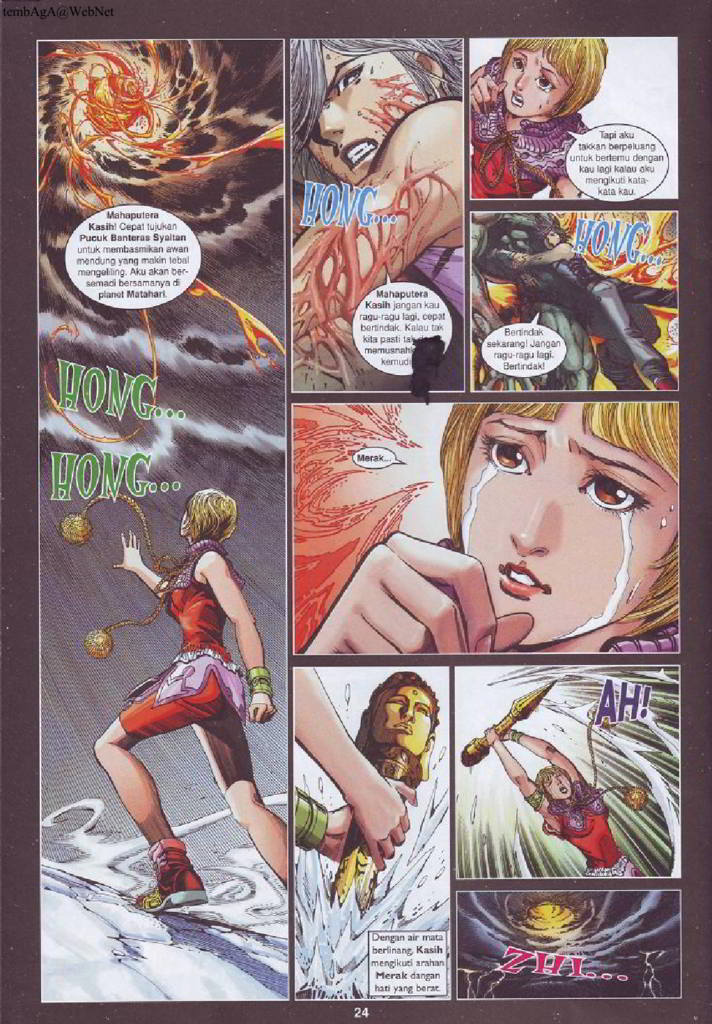 tembAgA@WebNet
Mahaputera
Kasih! Cepat tujukan
Pucuk Banteras Syaitan
untuk membasmikan awan
mendung yang makin tebal
mengeliling. Aku akan ber-
semadi bersamanya di
planet Matahari.
HONG...
HONG...
HONG...
Mahaputera
Kasih jangan kau
ragu-ragu lagi, cepat
bertindak. Kalau tak
kita pasti
memusnah
kemudi
Tapi aku
takkan berpeluang
untuk bertemu dengan
kau lagi kalau aku
mengikuti kata-
kata kau.
HONG...
Bertindak
sekarang! Jangan
ragu-ragu lagi.
Bertindak!
Merak...
Dengan air mata
berlinang, Kasih
mengikuti arahan
Merak dangan
hati yang berat.
AH!
ZHI...
24